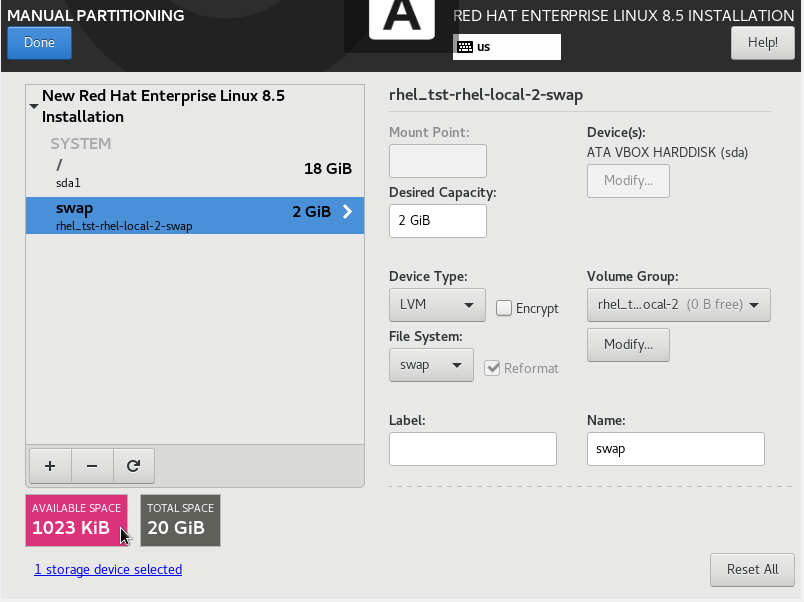 MANUAL PARTITIONING
RED HAT ENTERPRISE LINUX 8.5 INSTALLATION
Done
A
us
Help!
New Red Hat Enterprise Linux 8.5
Installation
SYSTEM
/
18 GiB
sda1
swap
2 GiB
rhel_tst-rhel-local-2-swap
+ −
AVAILABLE SPACE
1023 KiB
TOTAL SPACE
20 GiB
1 storage device selected
rhel_tst-rhel-local-2-swap
Mount Point:
Device(s):
ATA VBOX HARDDISK (sda)
Modify...
Desired Capacity:
2 GiB
Device Type:
LVM
Encrypt
Volume Group:
rhel_t...ocal-2 (0 B free)
Modify...
File System:
swap
Reformat
Label:
Name:
swap
Reset All